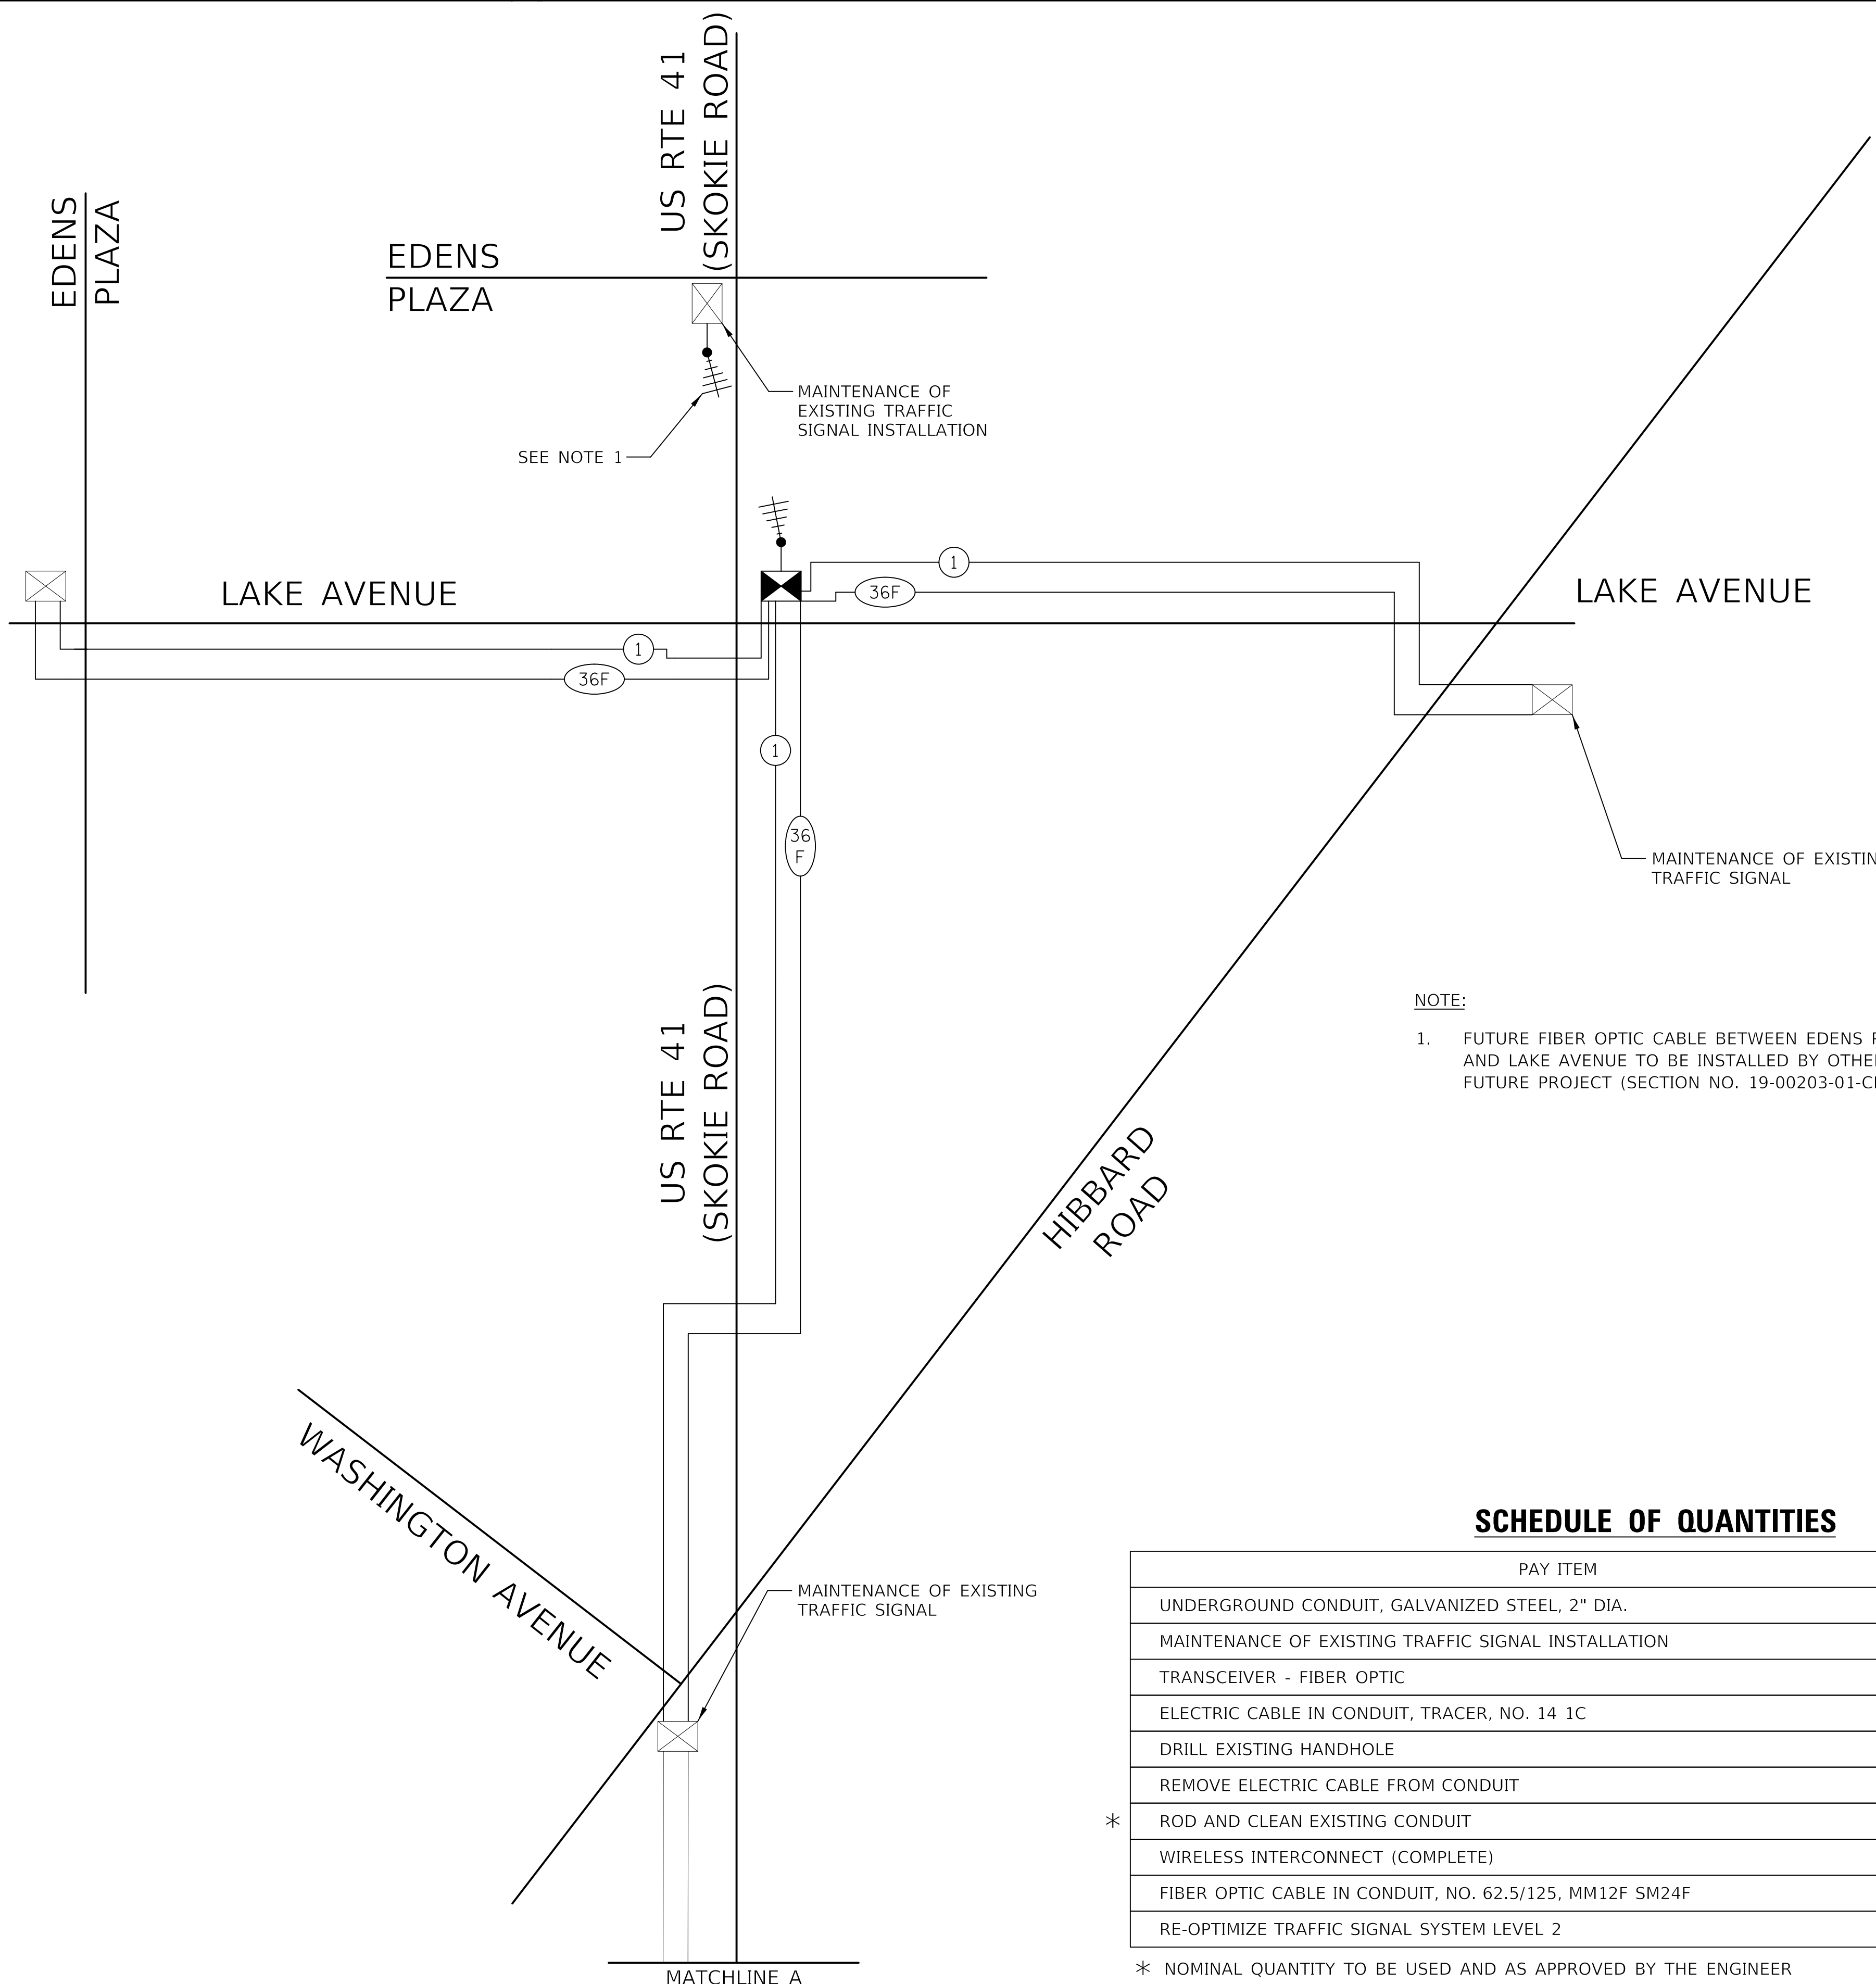 US RTE 41
(SKOKIE ROAD)
EDENS
PLAZA
EDENS
PLAZA
MAINTENANCE OF
EXISTING TRAFFIC
SIGNAL INSTALLATION
SEE NOTE 1
LAKE AVENUE
1
36F
LAKE AVENUE
1
36F
1
36
F
MAINTENANCE OF
TRAFFIC SIGNAL
US RTE 41
(SKOKIE ROAD)
NOTE:
1. FUTURE FIBER OPTIC CABLE BETWEEN EDENS
AND LAKE AVENUE TO BE INSTALLED BY
FUTURE PROJECT (SECTION NO.
HIBBARD
ROAD
WASHINGTON AVENUE
MAINTENANCE OF EXISTING
TRAFFIC SIGNAL
SCHEDULE OF QUANTITIES
PAY ITEM
UNDERGROUND CONDUIT, GALVANIZED STEEL, 2" DIA.
MAINTENANCE OF EXISTING TRAFFIC SIGNAL INSTALLATION
TRANSCEIVER - FIBER OPTIC
ELECTRIC CABLE IN CONDUIT, TRACER, NO. 14 1C
DRILL EXISTING HANDHOLE
REMOVE ELECTRIC CABLE FROM CONDUIT
* ROD AND CLEAN EXISTING CONDUIT
WIRELESS INTERCONNECT (COMPLETE)
FIBER OPTIC CABLE IN CONDUIT, NO. 62.5/125, MM12F SM24F
RE-OPTIMIZE TRAFFIC SIGNAL SYSTEM LEVEL 2
* NOMINAL QUANTITY TO BE USED AND AS APPROVED BY THE ENGINEER
MATCHLINE A